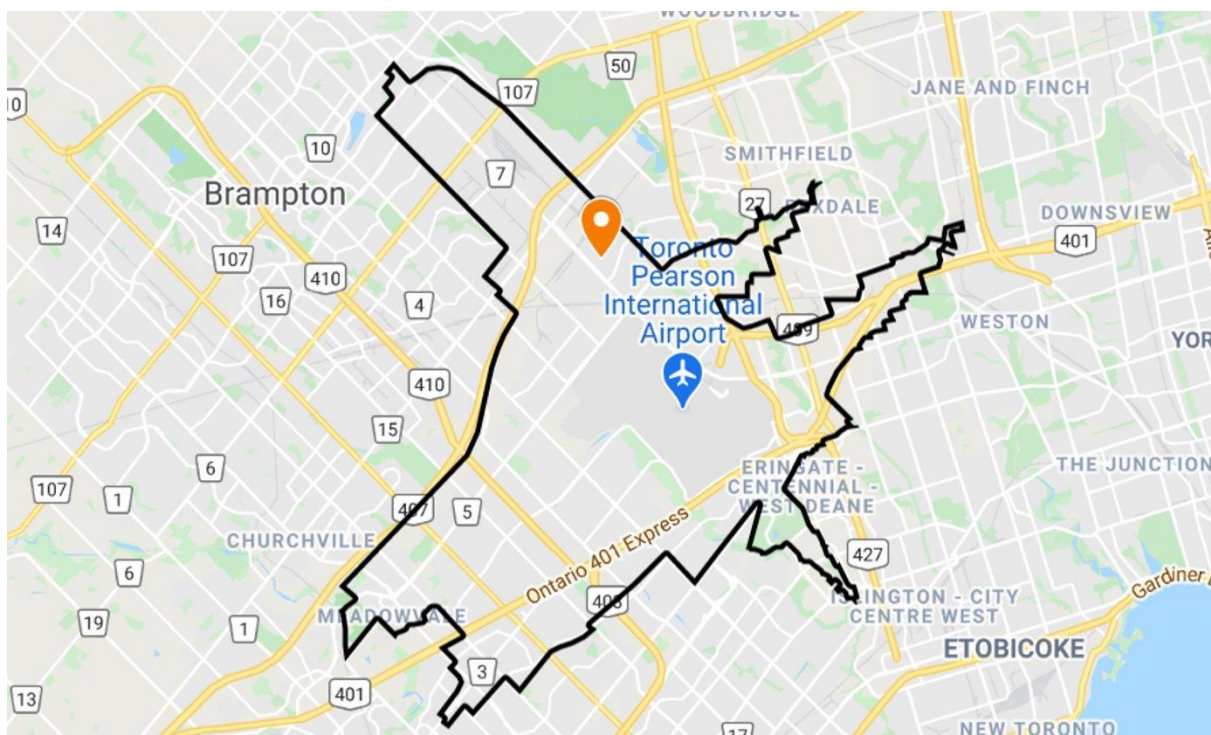 WOODBRIDGE
50
107
10
JANE AND FINCH
10
SMITHFIELD
7
Brampton
27
REXDALE
DOWNSVIEW
14
401
107
Toronto
Pearson
International
Airport
410
16
4
409
WESTON
YOR
410
15
ERINGATE -
CENTENNIAL -
WEST DEANE
THE JUNCTION
6
107
1
407
5
Ontario 401 Express
CHURCHVILLE
427
6
403
Gardiner
ISLINGTON - CITY
CENTRE WEST
MEADOWVALE
19
1
ETOBICOKE
3
401
13
NEW TORONTO
17